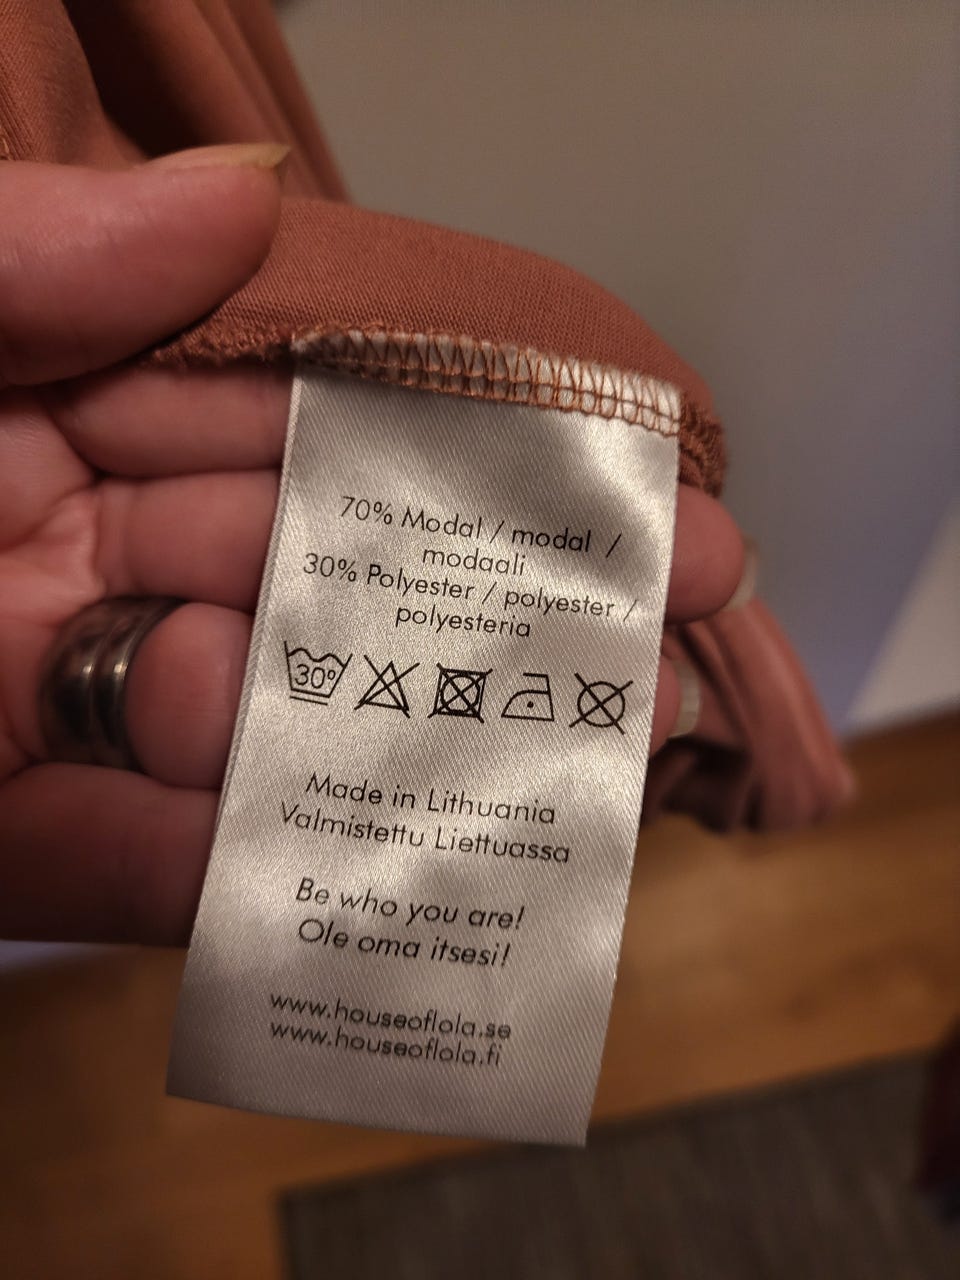 70% Modal / modal /
modaali
30% Polyester / polyester /
polyesteria
30°
Made in Lithuania
Valmistettu Liettuassa
Be who you are!
Ole oma itsesi!
www.houseoflola.se
www.houseoflola.fi